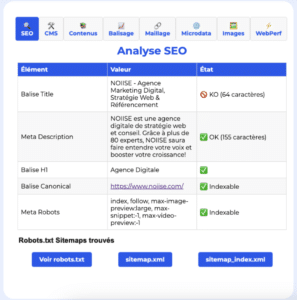 SEO CMS Contenus Balisage Maillage Microdata Images WebPerf
Analyse SEO
Élément Valeur État
Balise Title
NOIISE - Agence
Marketing Digital,
Stratégie Web &
Référencement
KO (64 caractères)
Meta Description
NOIISE est une agence
digitale de stratégie web
et conseil. Grâce à plus de
80 experts, NOIISE saura
faire entendre votre voix et
booster votre croissance!
OK (155 caractères)
Balise H1 Agence Digitale
Balise Canonical https://www.noiise.com/ Indexable
Meta Robots
index, follow, max-image-
preview:large, max-
snippet:-1, max-video-
preview:-1
Indexable
Robots.txt Sitemaps trouvés
Voir robots.txt sitemap.xml sitemap_index.xml